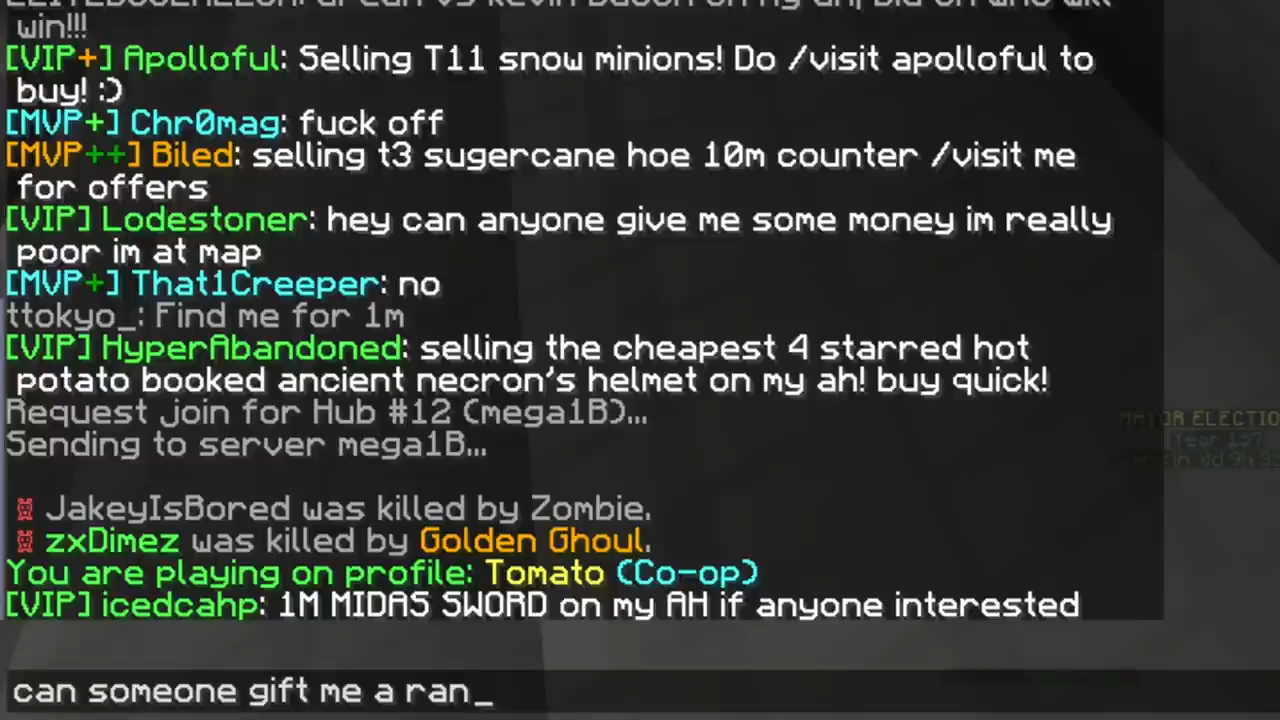 win!!!
[VIP+] Apolloful: Selling T11 snow minions! Do /visit apolloful to
buy! :)
[MVP+] Chr0mag: fuck off
[MVP++] Biled: selling t3 sugercane hoe 10m counter /visit me
for offers
[VIP] Lodestoner: hey can anyone give me some money im really
poor im at map
[MVP+] That1Creeper: no
ttokyo_: Find me for 1m
[VIP] HyperAbandoned: selling the cheapest 4 starred hot
potato booked ancient necron's helmet on my ah! buy quick!
Request join for Hub #12 (mega1B)...
Sending to server mega1B...
MAYOR ELECTIO
Year 157
JakeyIsBored was killed by Zombie.
zxDimez was killed by Golden Ghoul.
You are playing on profile: Tomato (Co-op)
[VIP] icedcahp: 1M MIDAS SWORD on my AH if anyone interested
can someone gift me a ran_